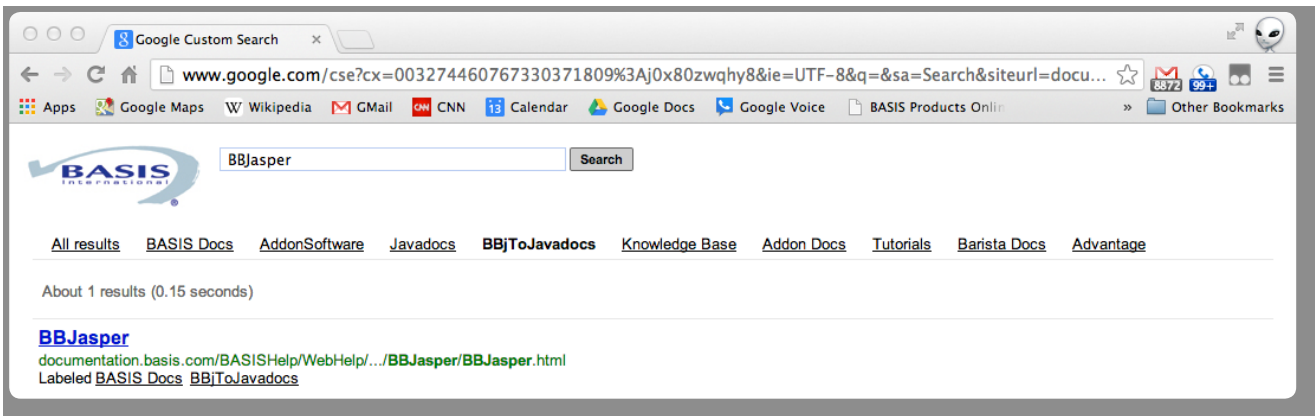 Google Custom Search ×
www.google.com/cse?cx=003274460767330371809%3Aj0x80zwqhy8&ie=UTF-8&q=&sa=Search&siteurl=docu...
8872 99+
Apps Google Maps W Wikipedia GMail CNN CNN 13 Calendar Google Docs Google Voice BASIS Products Onlin » Other Bookmarks
BASIS
International
BBJasper Search
All results BASIS Docs AddonSoftware Javadocs BBjToJavadocs Knowledge Base Addon Docs Tutorials Barista Docs Advantage
About 1 results (0.15 seconds)
BBJasper
documentation.basis.com/BASISHelp/WebHelp/.../BBJasper/BBJasper.html
Labeled BASIS Docs BBjToJavadocs